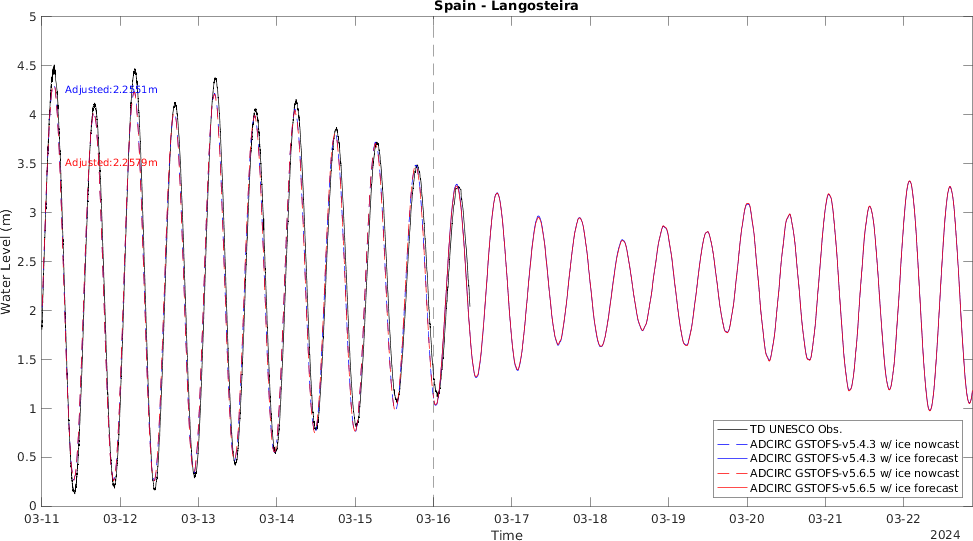 Spain - Langosteira
5
4.5
4
3.5
3
2.5
2
1.5
1
0.5
0
Water Level (m)
Adjusted:2.2551m
Adjusted:2.2579m
TD UNESCO Obs.
ADCIRC GSTOFS-v5.4.3 w/ ice nowcast
ADCIRC GSTOFS-v5.4.3 w/ ice forecast
ADCIRC GSTOFS-v5.6.5 w/ ice nowcast
ADCIRC GSTOFS-v5.6.5 w/ ice forecast
03-11 03-12 03-13 03-14 03-15 03-16 03-17 03-18 03-19 03-20 03-21 03-22
Time
2024